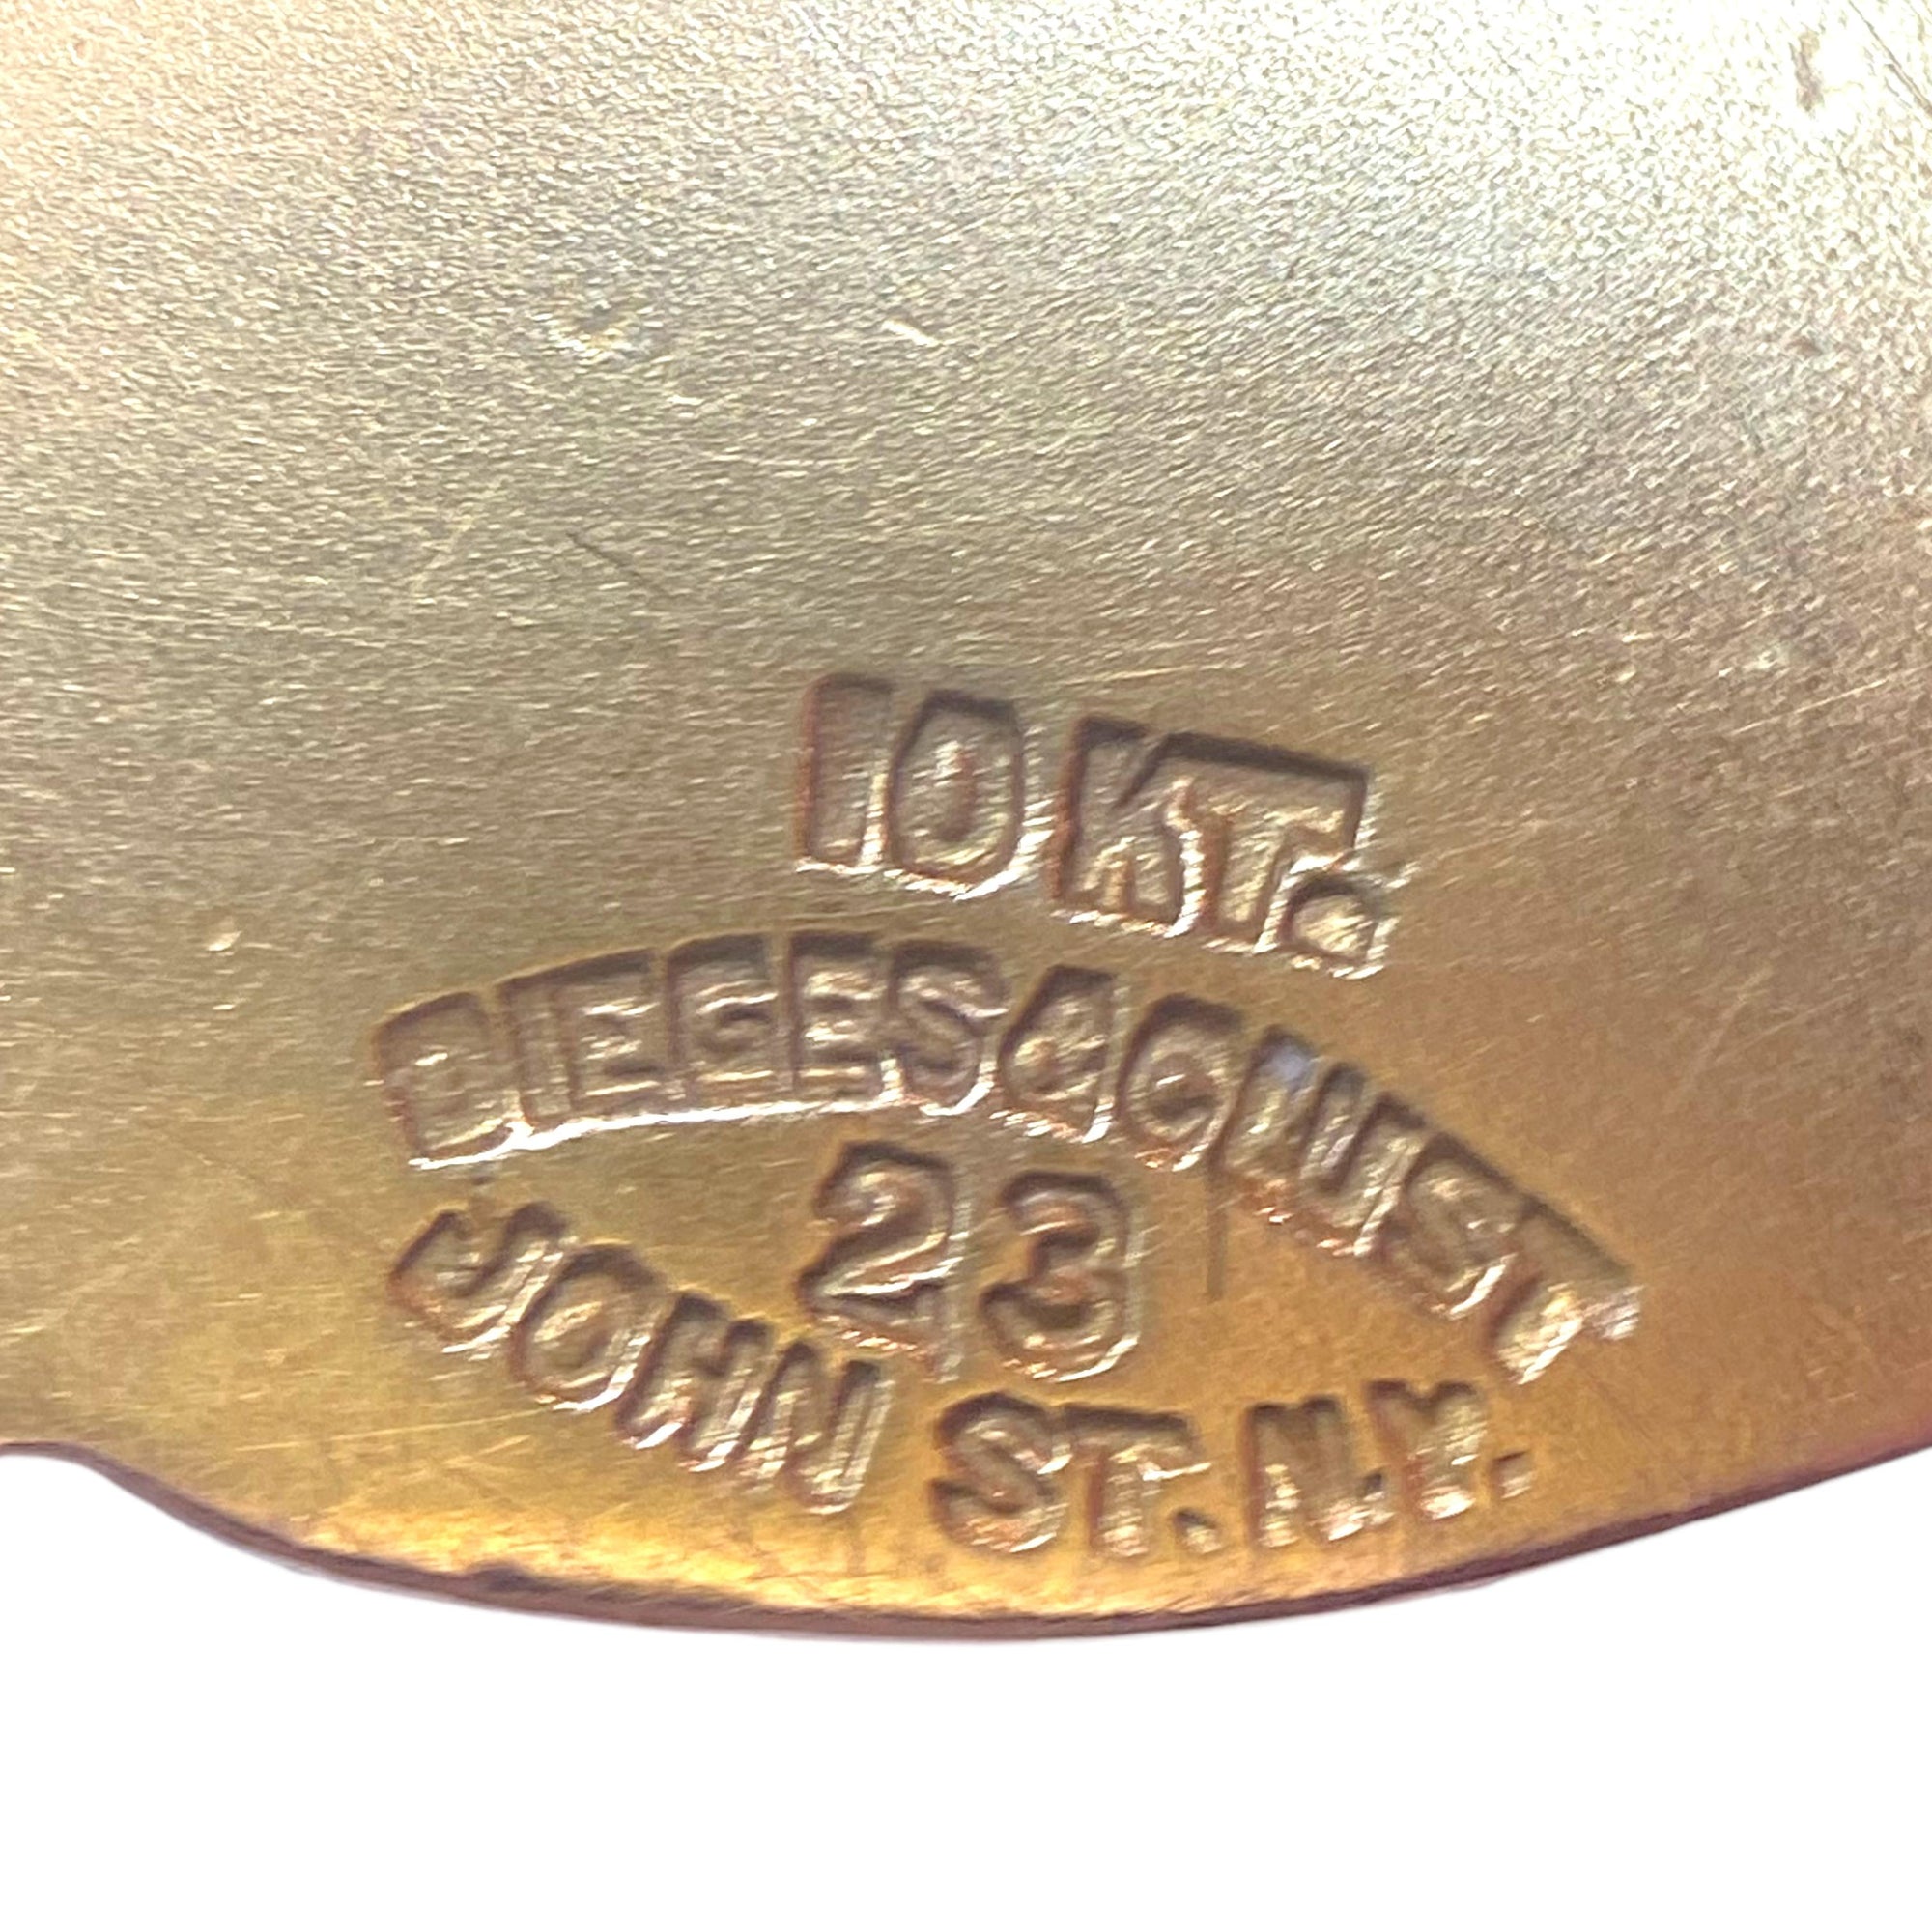 10 KT.
DIEGES & CLUST
23
JOHN ST. N.Y.